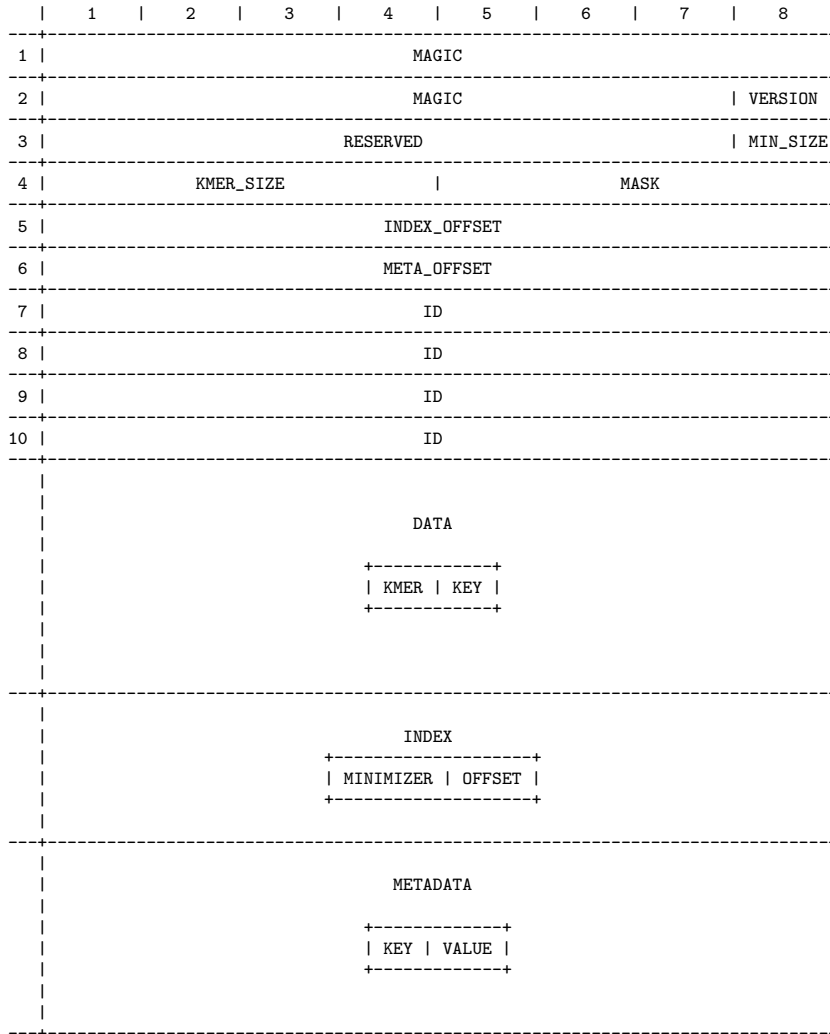 | 1 | 2 | 3 | 4 | 5 | 6 | 7 | 8
1 | MAGIC
2 | MAGIC | VERSION
3 | RESERVED | MIN_SIZE
4 | KMER_SIZE | MASK
5 | INDEX_OFFSET
6 | META_OFFSET
7 | ID
8 | ID
9 | ID
10 | ID
DATA
| KMER | KEY |
INDEX
| MINIMIZER | OFFSET |
METADATA
| KEY | VALUE |